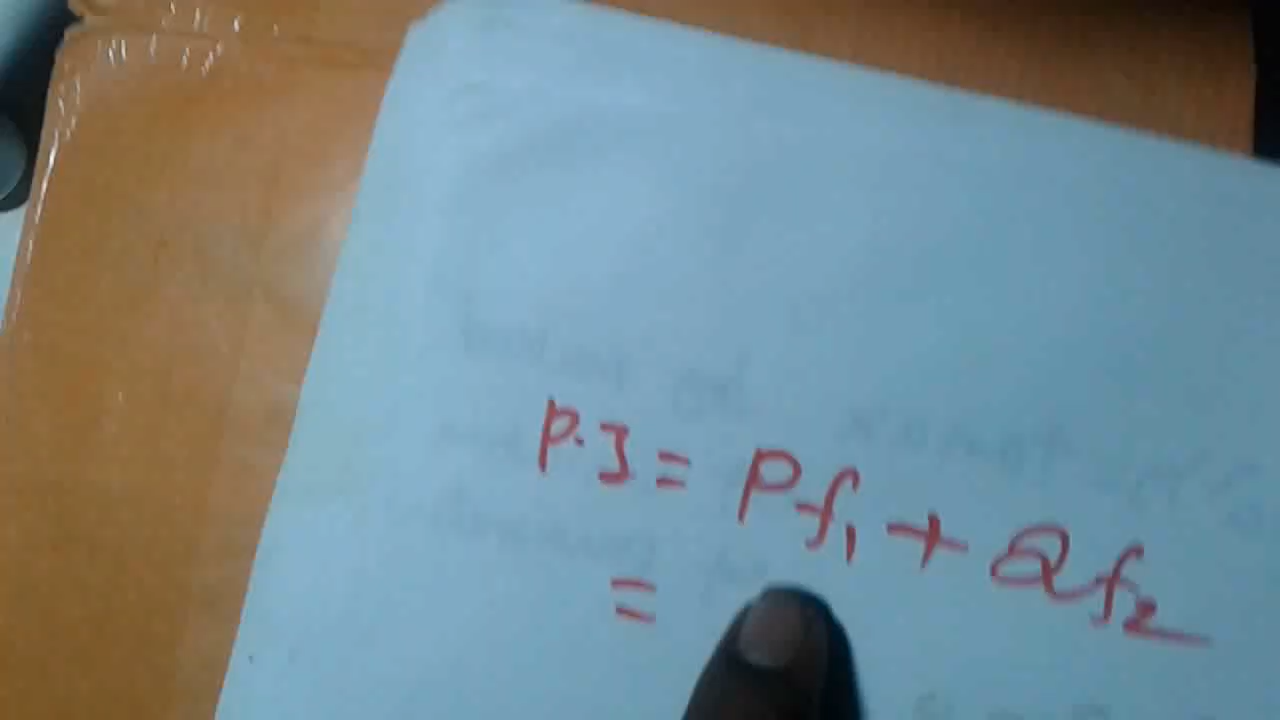 P.I = Pf₁ + Qf₂
=